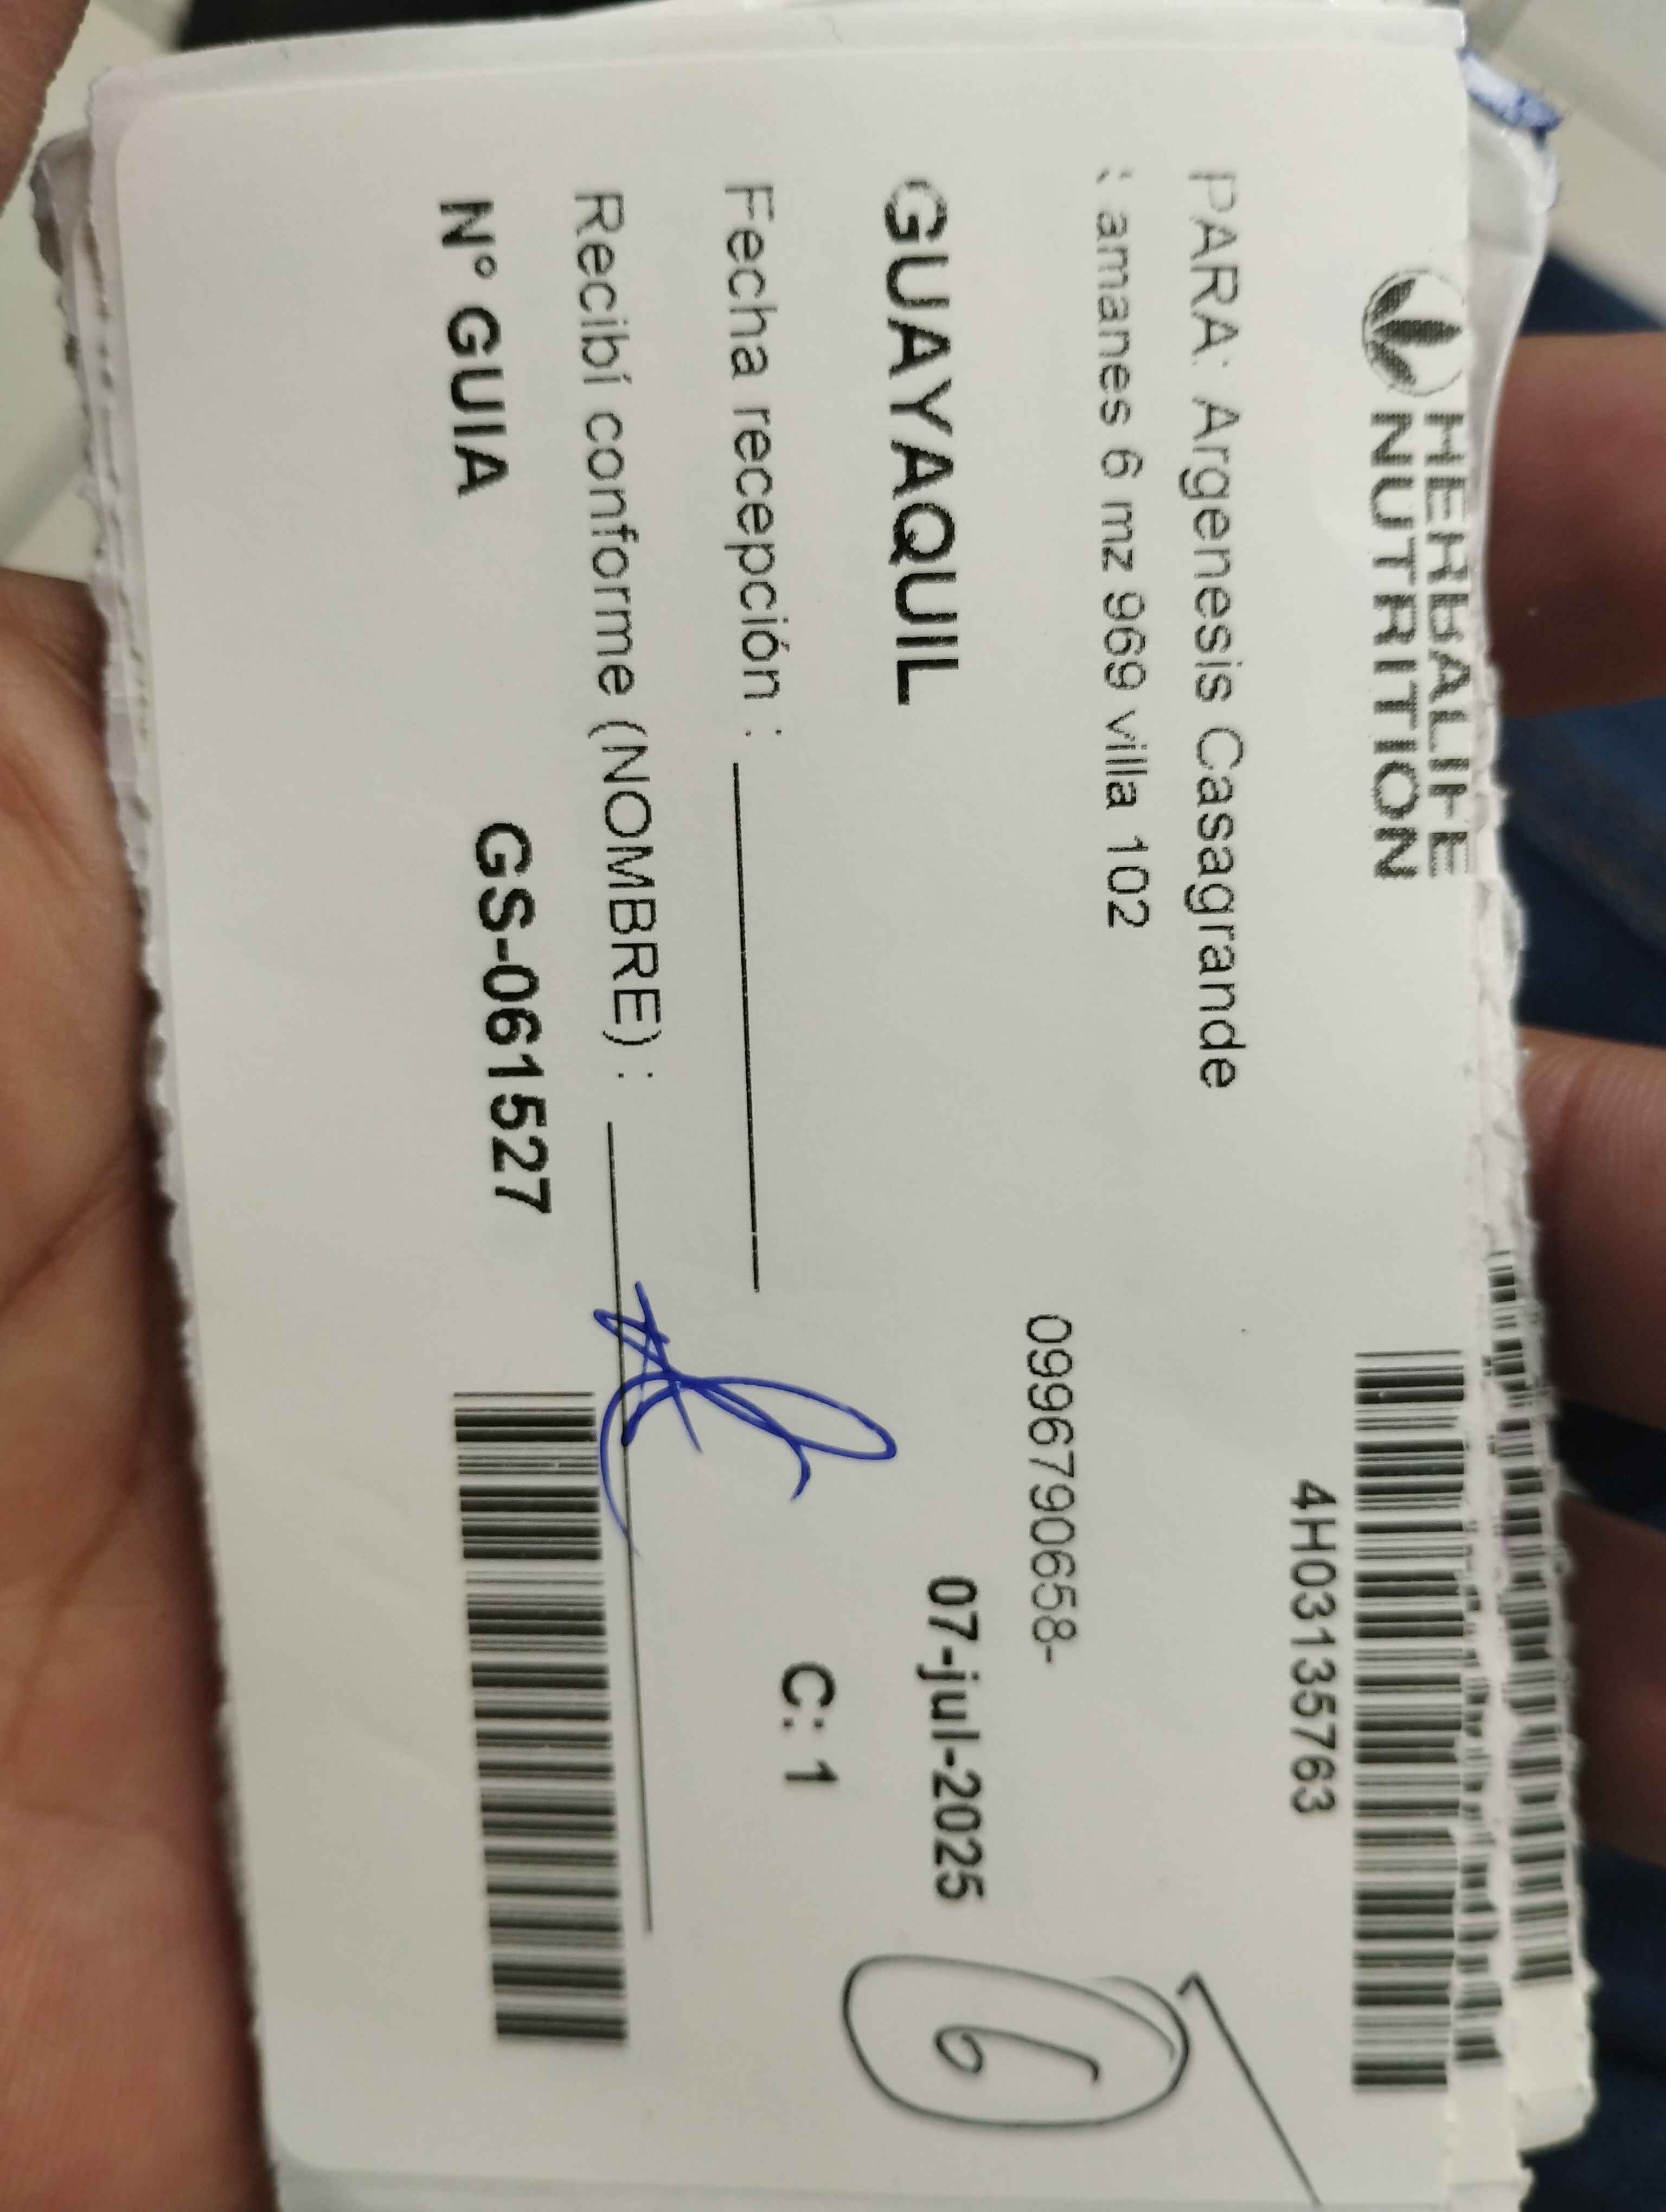 HERBALIFE
NUTRITION
4H03135763
PARA: Argenesis Casagrande
: amanes 6 mz 969 villa 102
0996790658-
GUAYAQUIL
07-jul-2025
6
Fecha recepción :
C: 1
Recibí conforme (NOMBRE) :
N° GUIA GS-061527